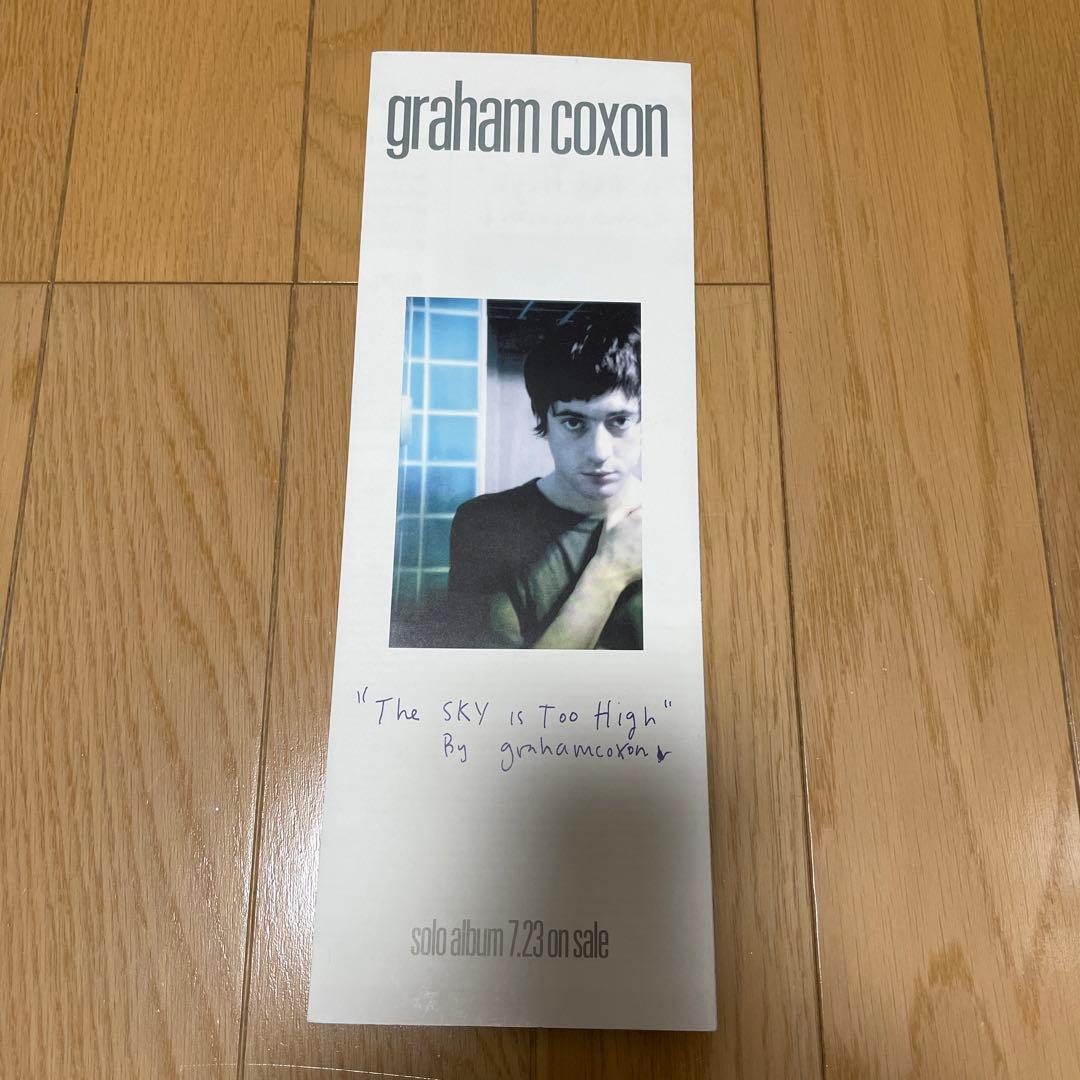 graham coxon
"The SKY is Too High"
By grahamcoxon
solo album 7.23 on sale